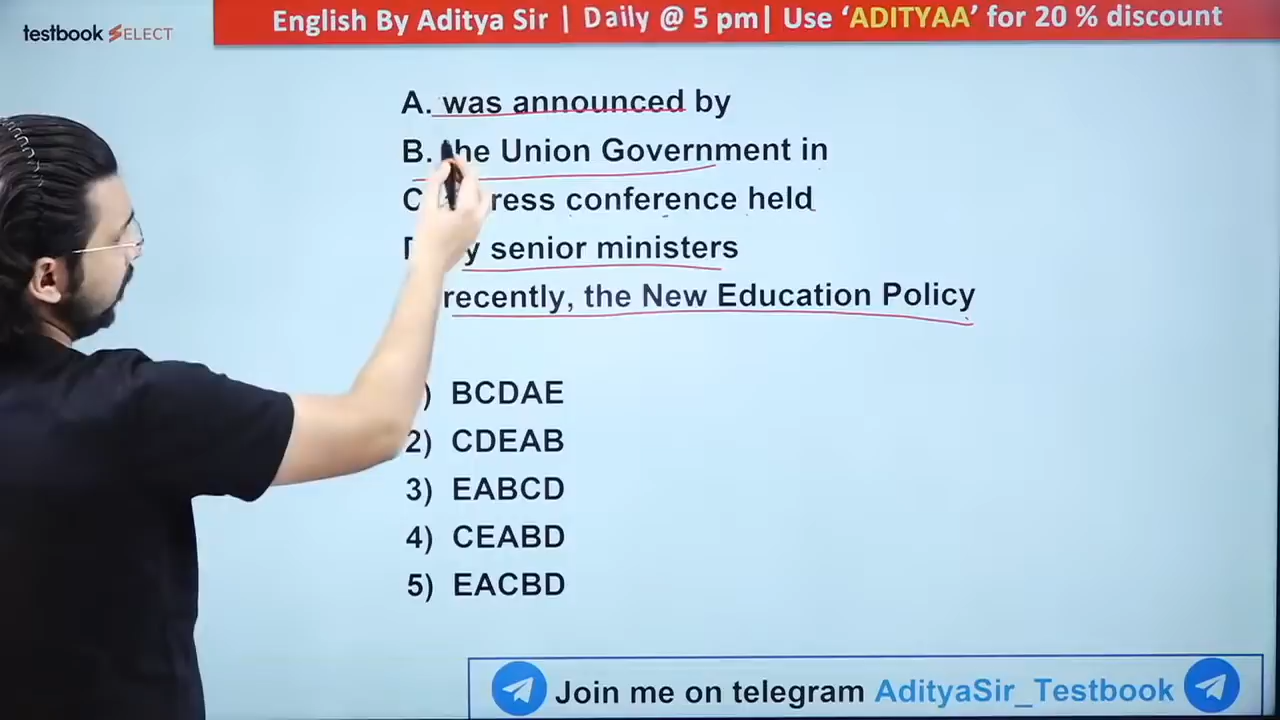 testbook SELECT
English By Aditya Sir | Daily @ 5 pm| Use ‘ADITYAA’ for 20 % discount
A. was announced by
B. the Union Government in
C press conference held
senior ministers
recently, the New Education Policy
) BCDAE
2) CDEAB
3) EABCD
4) CEABD
5) EACBD
Join me on telegram AdityaSir_Testbook